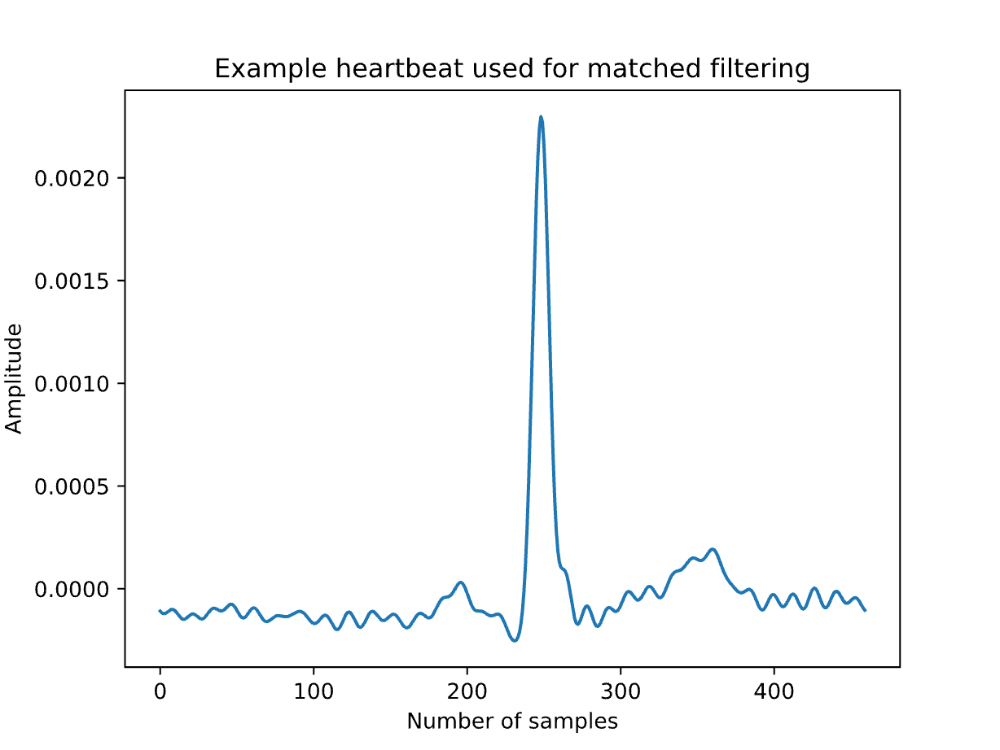 Example heartbeat used for matched filtering
0.0020
0.0015
0.0010
0.0005
0.0000
Amplitude
0 100 200 300 400
Number of samples